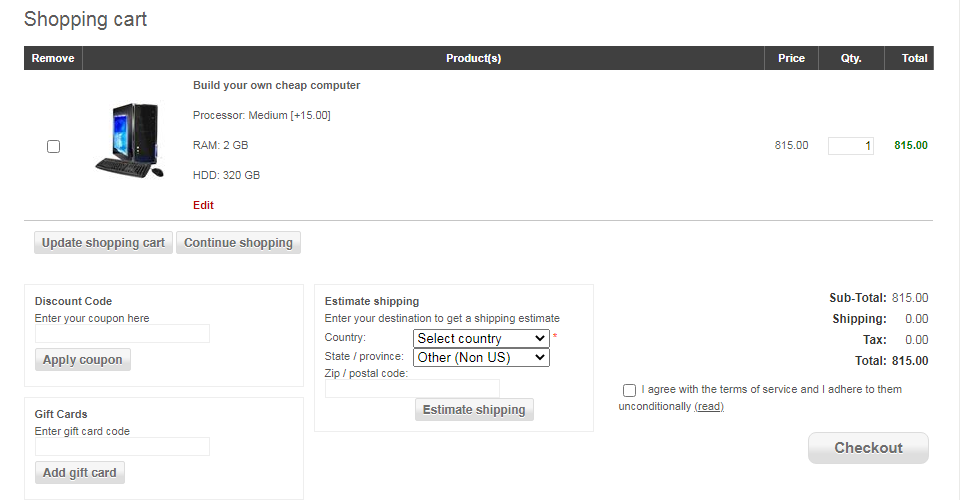 Shopping cart
Remove Product(s) Price Qty. Total
Build your own cheap computer
Processor: Medium [+15.00]
RAM: 2 GB 815.00 1 815.00
HDD: 320 GB
Edit
Update shopping cart Continue shopping
Discount Code
Enter your coupon here
Apply coupon
Gift Cards
Enter gift card code
Add gift card
Estimate shipping
Enter your destination to get a shipping estimate
Country: Select country *
State / province: Other (Non US)
Zip / postal code:
Estimate shipping
Sub-Total: 815.00
Shipping: 0.00
Tax: 0.00
Total: 815.00
I agree with the terms of service and I adhere to them
unconditionally (read)
Checkout